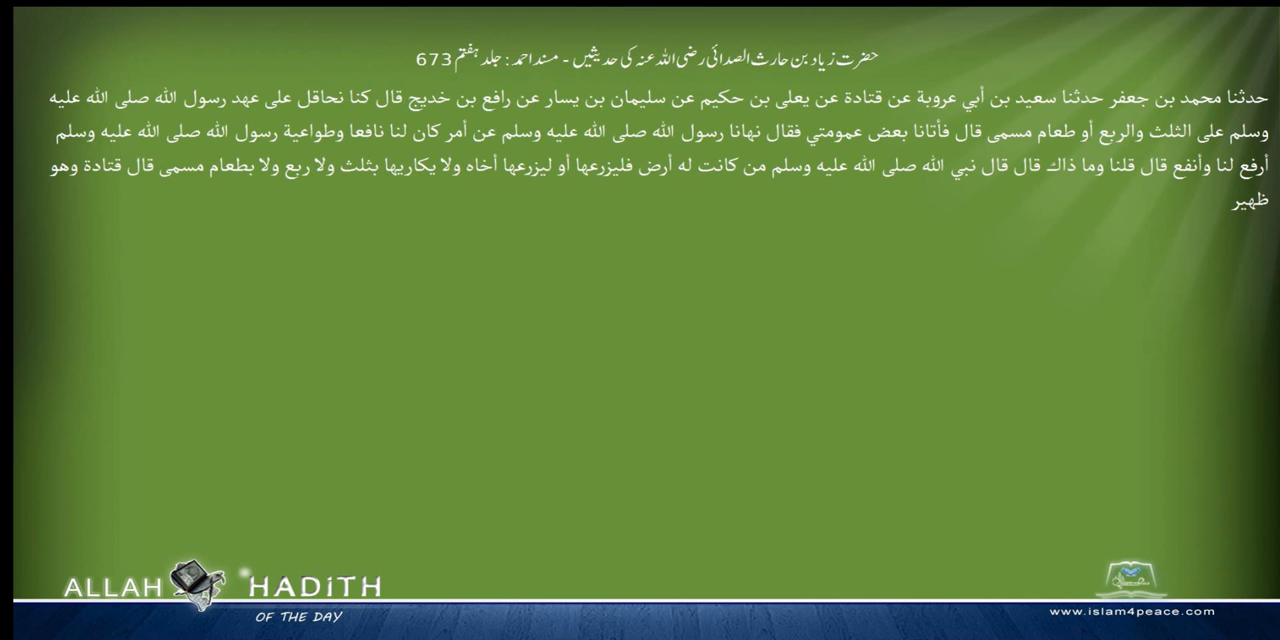 حضرت زیاد بن حارث الصدائی رضی اللہ عنہ کی حدیثیں - مسند احمد : جلد ہفتم 673
حدثنا محمد بن جعفر حدثنا سعيد بن أبي عروبة عن قتادة عن يعلى بن حكيم عن سليمان بن يسار عن رافع بن خديج قال كنا نحاقل على عهد رسول الله صلى الله عليه
وسلم على الثلث والربع أو طعام مسمى قال فأتانا بعض عمومتي فقال نهانا رسول الله صلى الله عليه وسلم عن أمر كان لنا نافعا وطواعية رسول الله صلى الله عليه وسلم
أرفع لنا وأنفع قال قلنا وما ذاك قال قال نبي الله صلى الله عليه وسلم من كانت له أرض فليزرعها أو ليزرعها أخاه ولا يكاريها بثلث ولا ربع ولا بطعام مسمى قال قتادة وهو
ظهير
ALLAH HADiTH
OF THE DAY
www.islam4peace.com